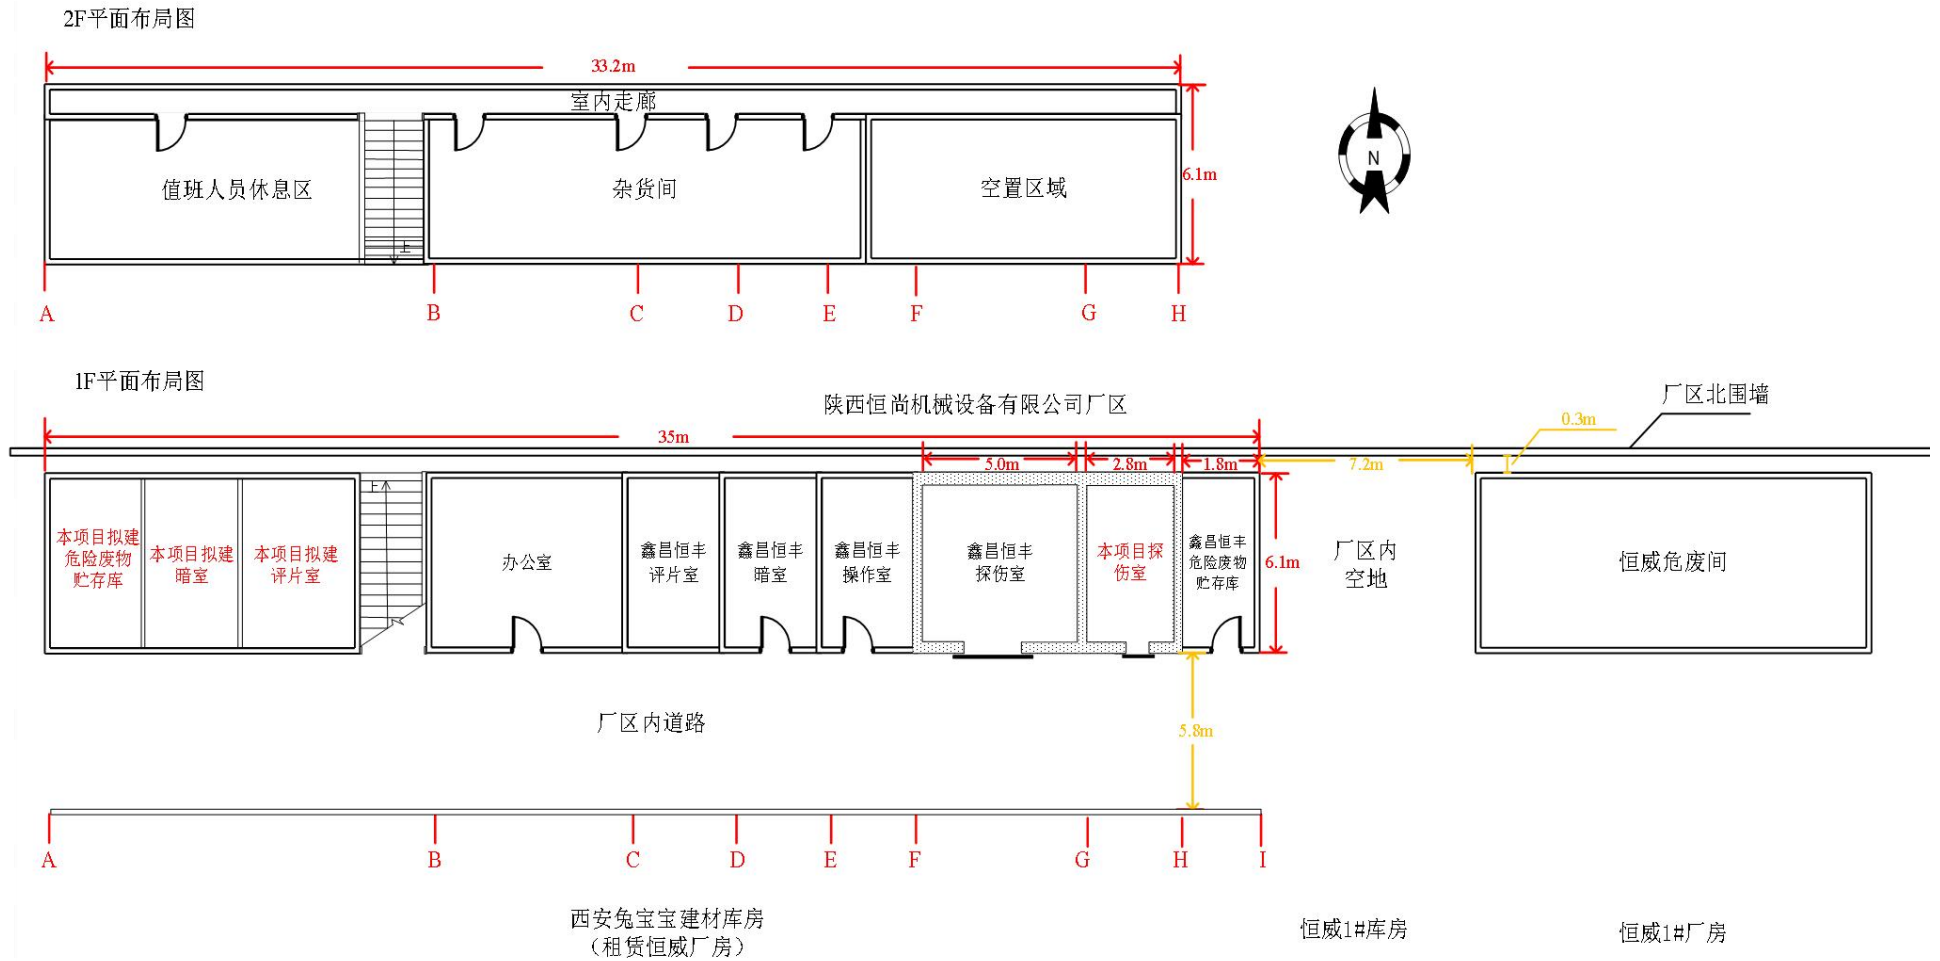 2F平面布局图
33.2m
室内走廊
值班人员休息区
上
杂货间
空置区域
6.1m
N
A
B
C
D
E
F
G
H
1F平面布局图
陕西恒尚机械设备有限公司厂区
厂区北围墙
35m
0.3m
5.0m
2.8m
1.8m
7.2m
上
本项目拟建
危险废物
贮存库
本项目拟建
暗室
本项目拟建
评片室
办公室
鑫昌恒丰
评片室
鑫昌恒丰
暗室
鑫昌恒丰
操作室
鑫昌恒丰
探伤室
本项目探
伤室
鑫昌恒丰
危险废物
贮存库
6.1m
厂区内
空地
恒威危废间
厂区内道路
5.8m
A
B
C
D
E
F
G
H
I
西安兔宝宝建材库房
（租赁恒威厂房）
恒威1#库房
恒威1#厂房